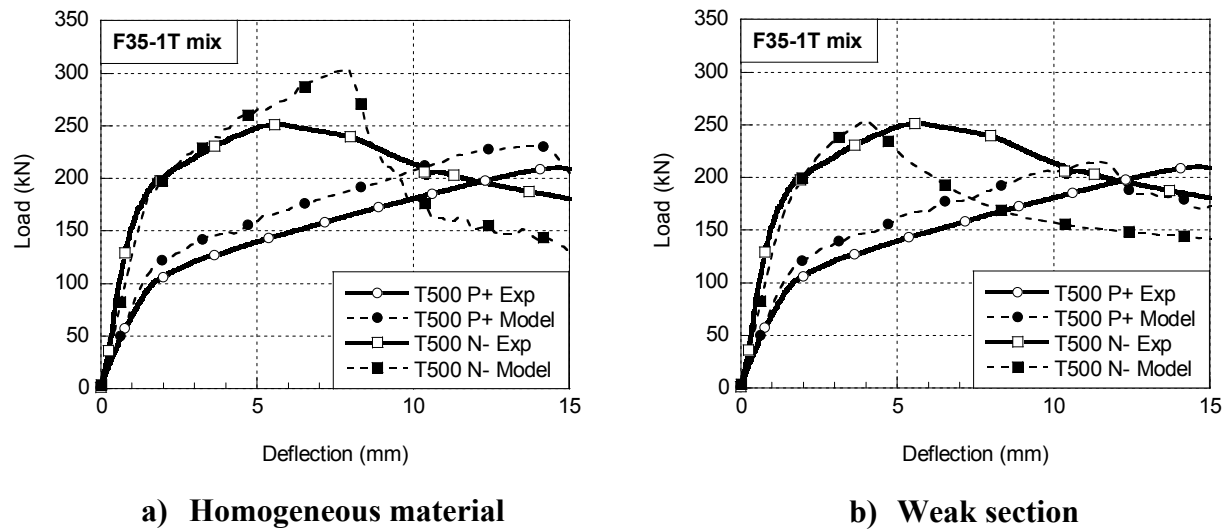 F35-1T mix
350
300
250
200
150
100
50
0
Load (kN)
0 5 10 15
Deflection (mm)
T500 P+ Exp
T500 P+ Model
T500 N- Exp
T500 N- Model
a) Homogeneous material
F35-1T mix
350
300
250
200
150
100
50
0
Load (kN)
0 5 10 15
Deflection (mm)
T500 P+ Exp
T500 P+ Model
T500 N- Exp
T500 N- Model
b) Weak section